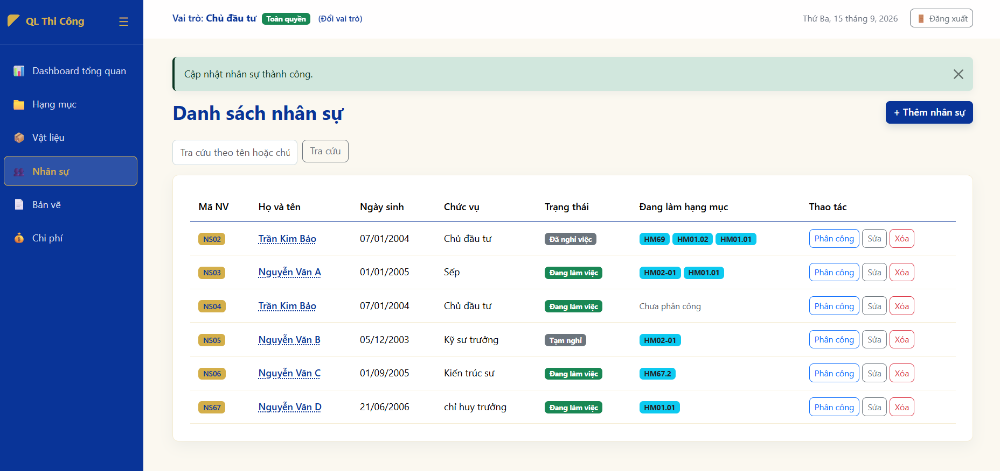 QL Thi Công
Vai trò: Chủ đầu tư Toàn quyền (Đổi vai trò)
Thứ Ba, 15 tháng 9, 2026
Đăng xuất
Dashboard tổng quan
Hạng mục
Vật liệu
Nhân sự
Bản vẽ
Chi phí
Cập nhật nhân sự thành công.
Danh sách nhân sự
+ Thêm nhân sự
Tra cứu theo tên hoặc chú
Tra cứu
Mã NV Họ và tên Ngày sinh Chức vụ Trạng thái Đang làm hạng mục Thao tác
NS02 Trần Kim Bảo 07/01/2004 Chủ đầu tư Đã nghỉ việc HM69 HM01.02 HM01.01 Phân công Sửa Xóa
NS03 Nguyễn Văn A 01/01/2005 Sếp Đang làm việc HM02-01 HM01.01 Phân công Sửa Xóa
NS04 Trần Kim Bảo 07/01/2004 Chủ đầu tư Đang làm việc Chưa phân công Phân công Sửa Xóa
NS05 Nguyễn Văn B 05/12/2003 Kỹ sư trưởng Tạm nghỉ HM02-01 Phân công Sửa Xóa
NS06 Nguyễn Văn C 01/09/2005 Kiến trúc sư Đang làm việc HM67.2 Phân công Sửa Xóa
NS67 Nguyễn Văn D 21/06/2006 chỉ huy trưởng Đang làm việc HM01.01 Phân công Sửa Xóa